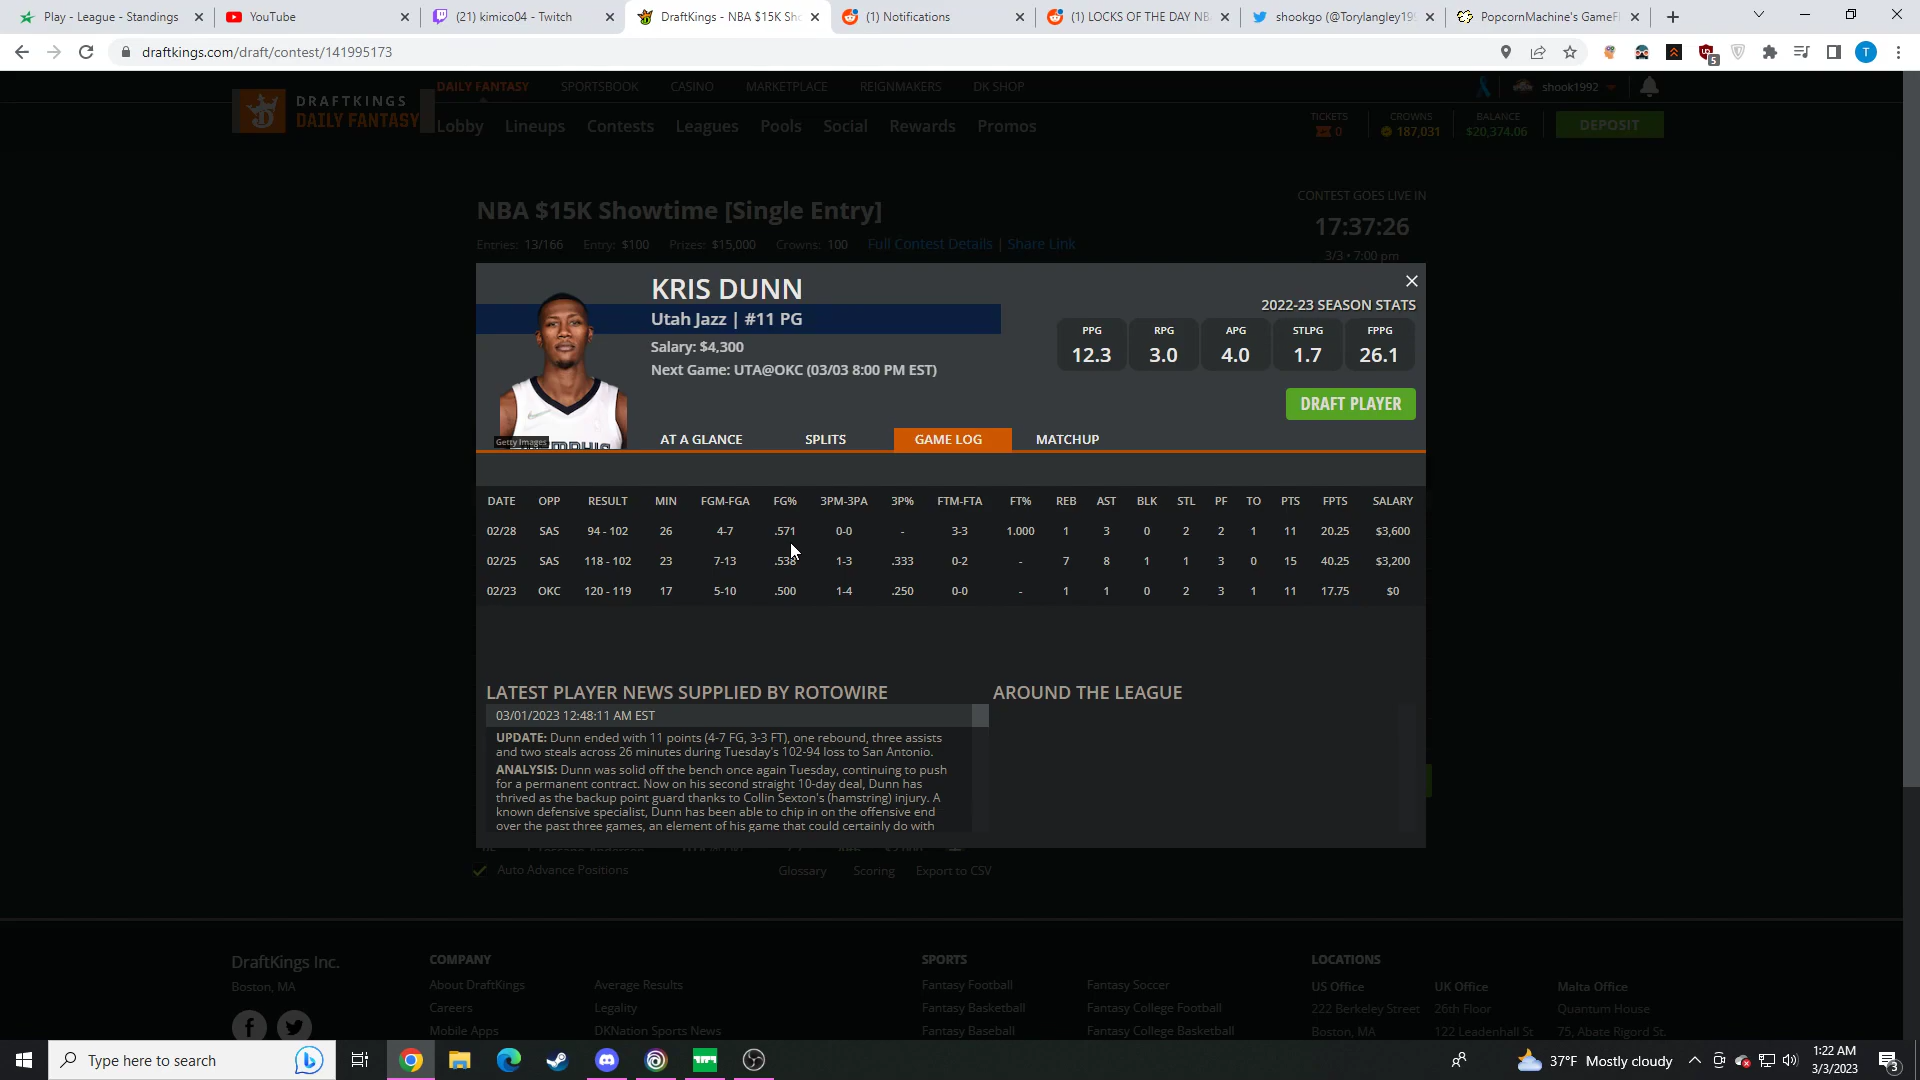 Play - League - Standings
YouTube
(21) kimico04 - Twitch
DraftKings - NBA $15K Sho
(1) Notifications
(1) LOCKS OF THE DAY NB
shookgo (@Torylangley199
PopcornMachine's GameFl
draftkings.com/draft/contest/141995173
5
T
DRAFTKINGS
DAILY FANTASY
DAILY FANTASY SPORTSBOOK CASINO MARKETPLACE REIGNMAKERS DK SHOP
shook1992
Lobby Lineups Contests Leagues Pools Social Rewards Promos
TICKETS
0
CROWNS
187,031
BALANCE
$20,374.06
DEPOSIT
NBA $15K Showtime [Single Entry]
Entries: 13/166 Entry: $100 Prizes: $15,000 Crowns: 100 Full Contest Details | Share Link
CONTEST GOES LIVE IN
17:37:26
3/3 • 7:00 pm
KRIS DUNN
Utah Jazz | #11 PG
Salary: $4,300
Next Game: UTA@OKC (03/03 8:00 PM EST)
Getty Images
MEMPHIS
2022-23 SEASON STATS
PPG RPG APG STLPG FPPG
12.3 3.0 4.0 1.7 26.1
DRAFT PLAYER
AT A GLANCE SPLITS GAME LOG MATCHUP
DATE OPP RESULT MIN FGM-FGA FG% 3PM-3PA 3P% FTM-FTA FT% REB AST BLK STL PF TO PTS FPTS SALARY
02/28 SAS 94 - 102 26 4-7 .571 0-0 - 3-3 1.000 1 3 0 2 2 1 11 20.25 $3,600
02/25 SAS 118 - 102 23 7-13 .538 1-3 .333 0-2 - 7 8 1 1 3 0 15 40.25 $3,200
02/23 OKC 120 - 119 17 5-10 .500 1-4 .250 0-0 - 1 1 0 2 3 1 11 17.75 $0
LATEST PLAYER NEWS SUPPLIED BY ROTOWIRE
03/01/2023 12:48:11 AM EST
UPDATE: Dunn ended with 11 points (4-7 FG, 3-3 FT), one rebound, three assists
and two steals across 26 minutes during Tuesday's 102-94 loss to San Antonio.
ANALYSIS: Dunn was solid off the bench once again Tuesday, continuing to push
for a permanent contract. Now on his second straight 10-day deal, Dunn has
thrived as the backup point guard thanks to Collin Sexton's (hamstring) injury. A
known defensive specialist, Dunn has been able to chip in on the offensive end
over the past three games, an element of his game that could certainly do with
AROUND THE LEAGUE
Auto Advance Positions
Glossary Scoring Export to CSV
DraftKings Inc.
Boston, MA
COMPANY
About DraftKings
Careers
Mobile Apps
Average Results
Legality
DKNation Sports News
SPORTS
Fantasy Football
Fantasy Basketball
Fantasy Baseball
Fantasy Soccer
Fantasy College Football
Fantasy College Basketball
LOCATIONS
US Office
222 Berkeley Street
Boston, MA
UK Office
26th Floor
122 Leadenhall St
Malta Office
Quantum House
75, Abate Rigord St.
Type here to search
37°F Mostly cloudy
1:22 AM
3/3/2023
3